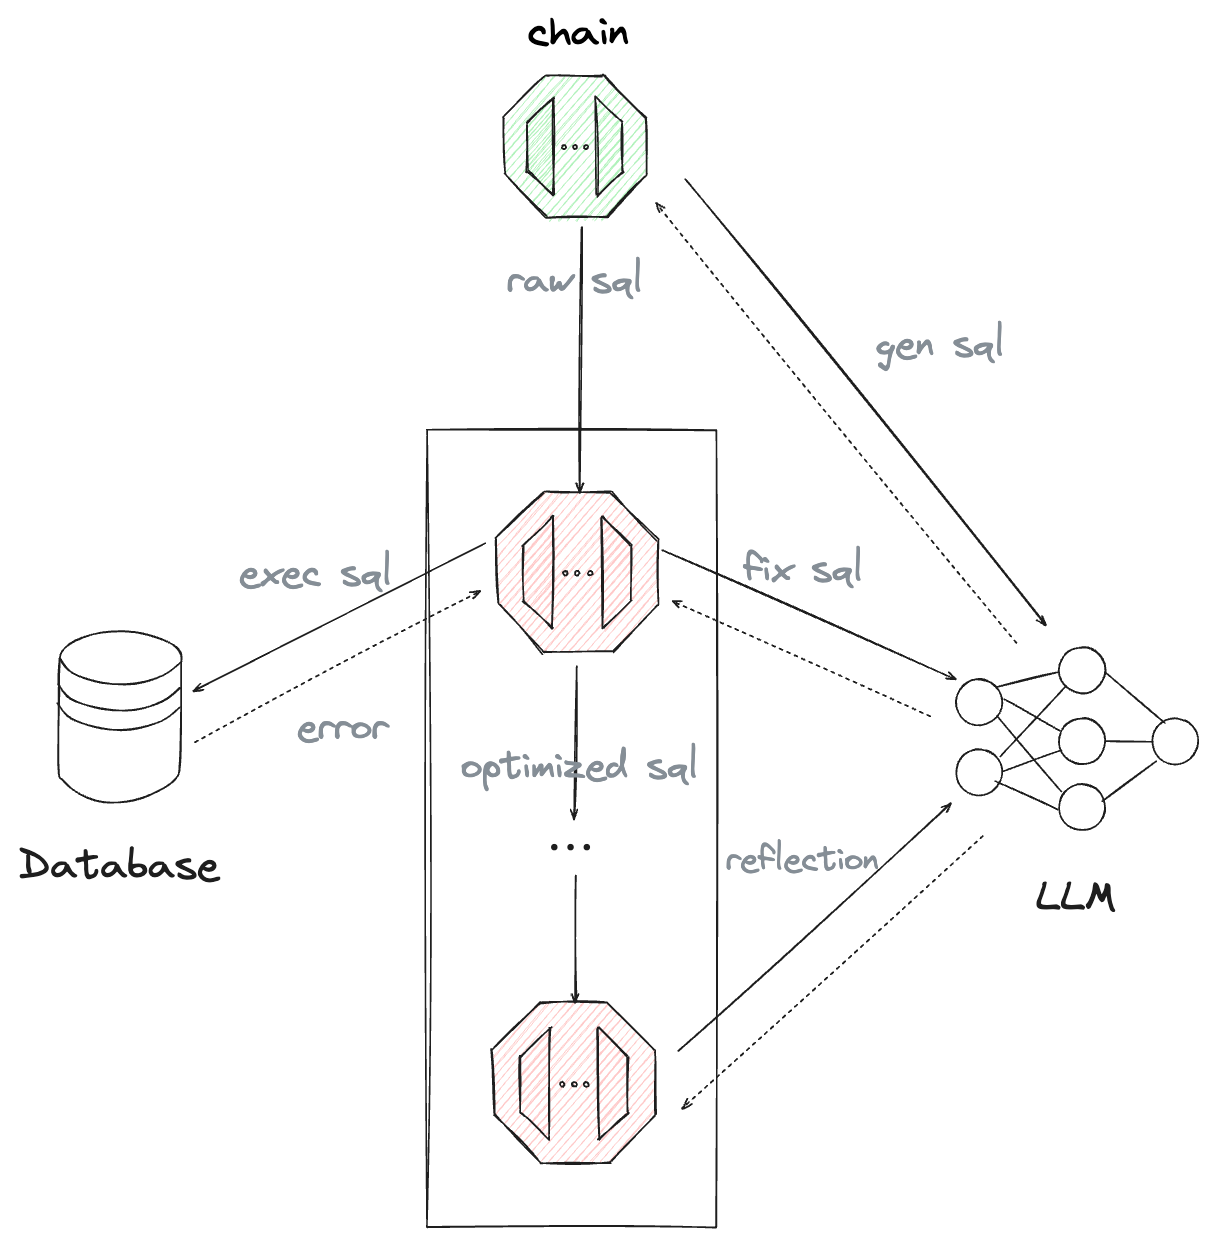 chain
raw sql
gen sql
exec sql
fix sql
error
optimized sql
...
reflection
Database
LLM